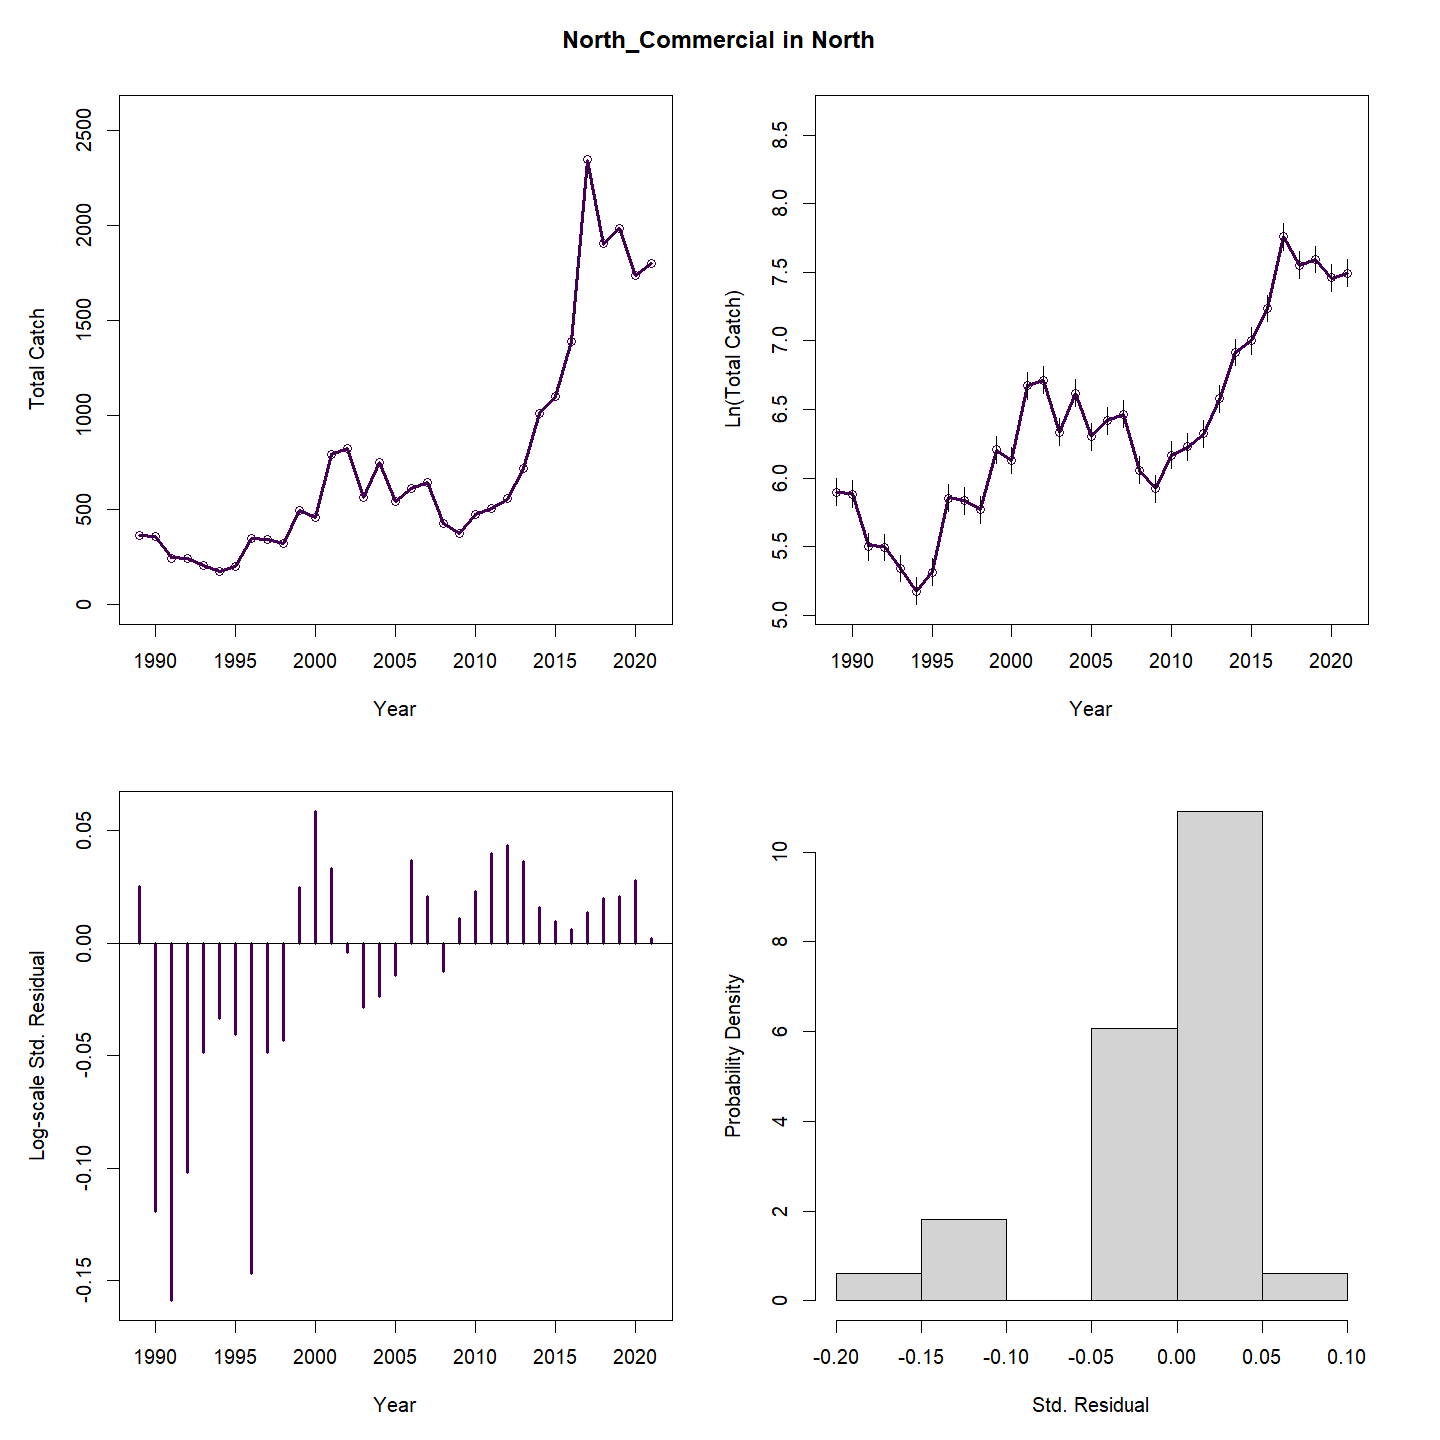 North_Commercial in North
Total Catch
2500
2000
1500
1000
500
0
1990 1995 2000 2005 2010 2015 2020
Year
Ln(Total Catch)
8.5
8.0
7.5
7.0
6.5
6.0
5.5
5.0
1990 1995 2000 2005 2010 2015 2020
Year
Log-scale Std. Residual
0.05
0.00
-0.05
-0.10
-0.15
1990 1995 2000 2005 2010 2015 2020
Year
Probability Density
10
8
6
4
2
0
-0.20 -0.15 -0.10 -0.05 0.00 0.05 0.10
Std. Residual